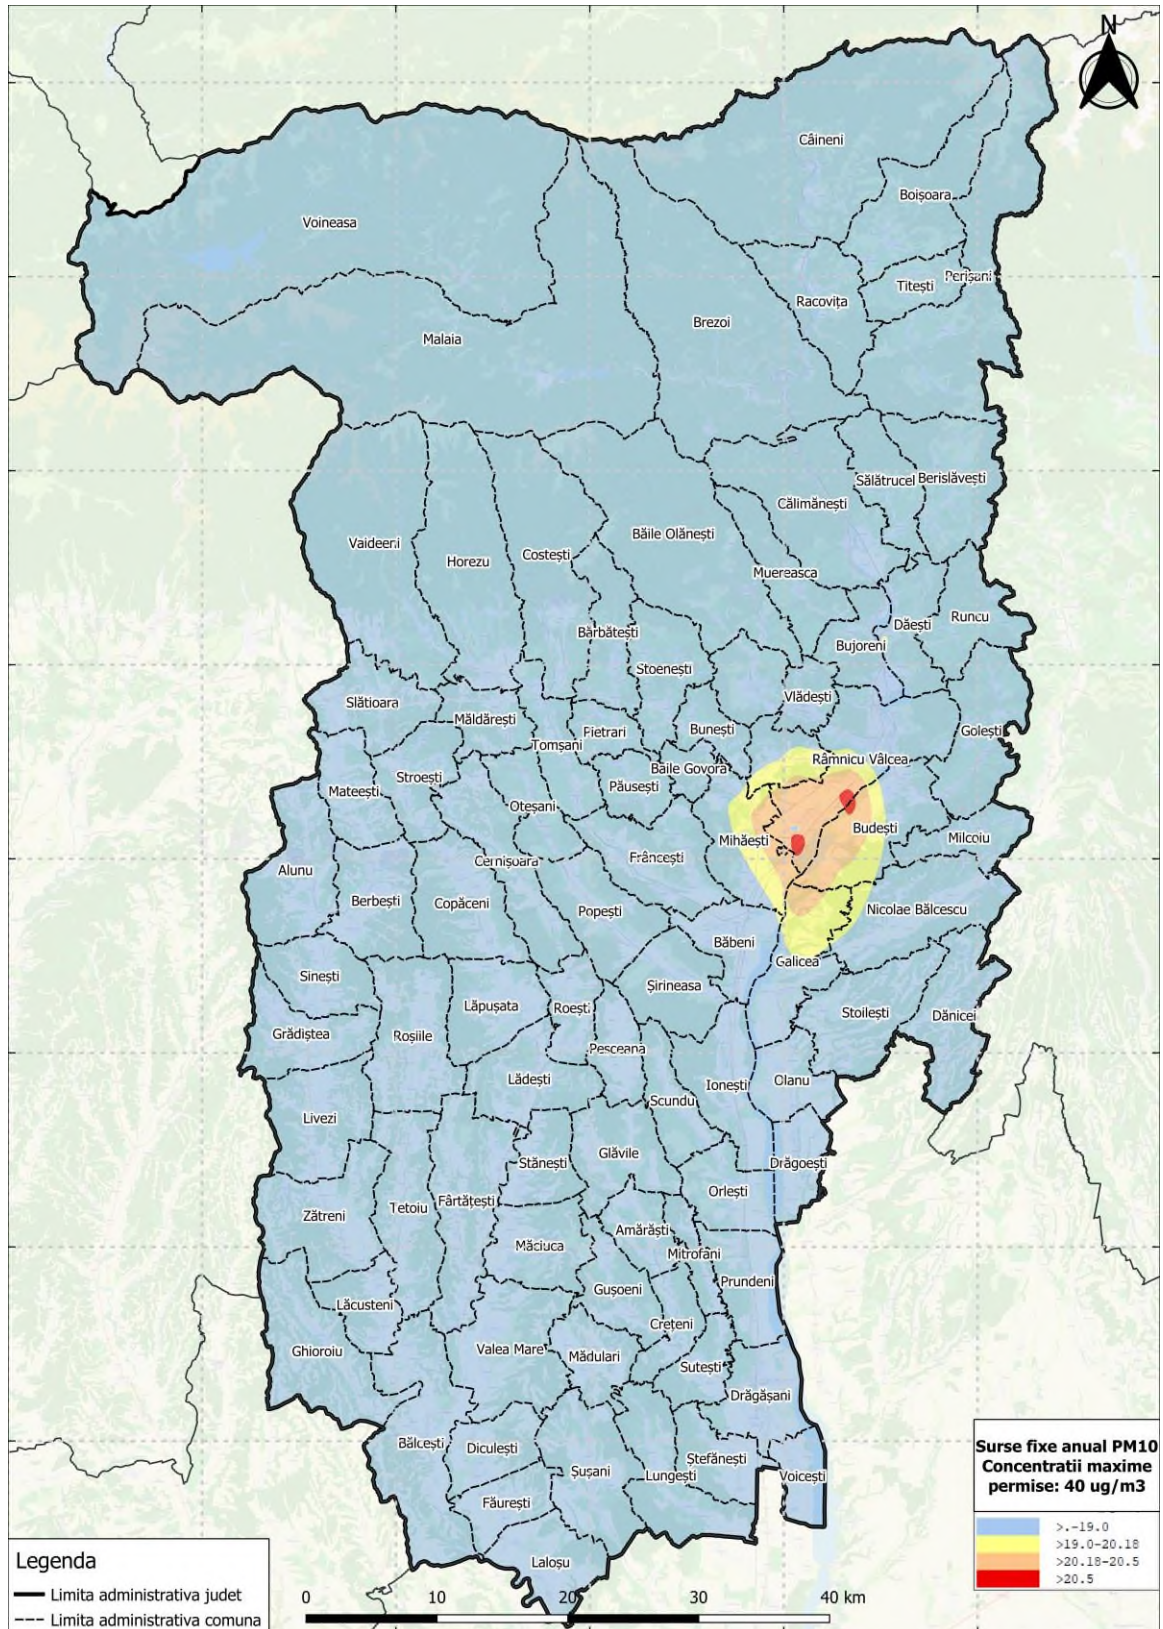 N
Câineni
Boișoara
Voineasa
Perișani
Titești
Racovița
Brezoi
Malaia
Sălătrucel
Berislăvești
Călimănești
Băile Olănești
Vaideeni
Costești
Horezu
Muereasca
Runcu
Dăești
Bărbătești
Bujoreni
Stoenești
Vlădești
Slătioara
Măldărești
Bunești
Golești
Pietrari
Tomșani
Râmnicu Vâlcea
Băile Govora
Stroești
Păusești
Mateești
Oteșani
Budești
Mihăești
Milcoiu
Frâncești
Cernișoara
Alunu
Berbești
Copăceni
Popești
Nicolae Bălcescu
Băbeni
Galicea
Sinești
Șirineasa
Lăpușata
Roești
Stoilești
Dănicei
Grădiștea
Roșiile
Pesceana
Lădești
Olanu
Ionești
Scundu
Livezi
Glăvile
Stănești
Drăgoești
Orlești
Fârtățești
Tetoiu
Zătreni
Amărăști
Măciuca
Mitrofani
Prundeni
Gușoeni
Lăcusteni
Crețeni
Ghioroiu
Valea Mare
Mădulari
Sutești
Drăgășani
Bălcești
Diculești
Ștefănești
Șușani
Lungești
Voicești
Făurești
Laloșu
Surse fixe anual PM10
Concentratii maxime
permise: 40 ug/m3
>.-19.0
>19.0-20.18
>20.18-20.5
>20.5
Legenda
Limita administrativa judet
Limita administrativa comuna
0 10 20 30 40 km